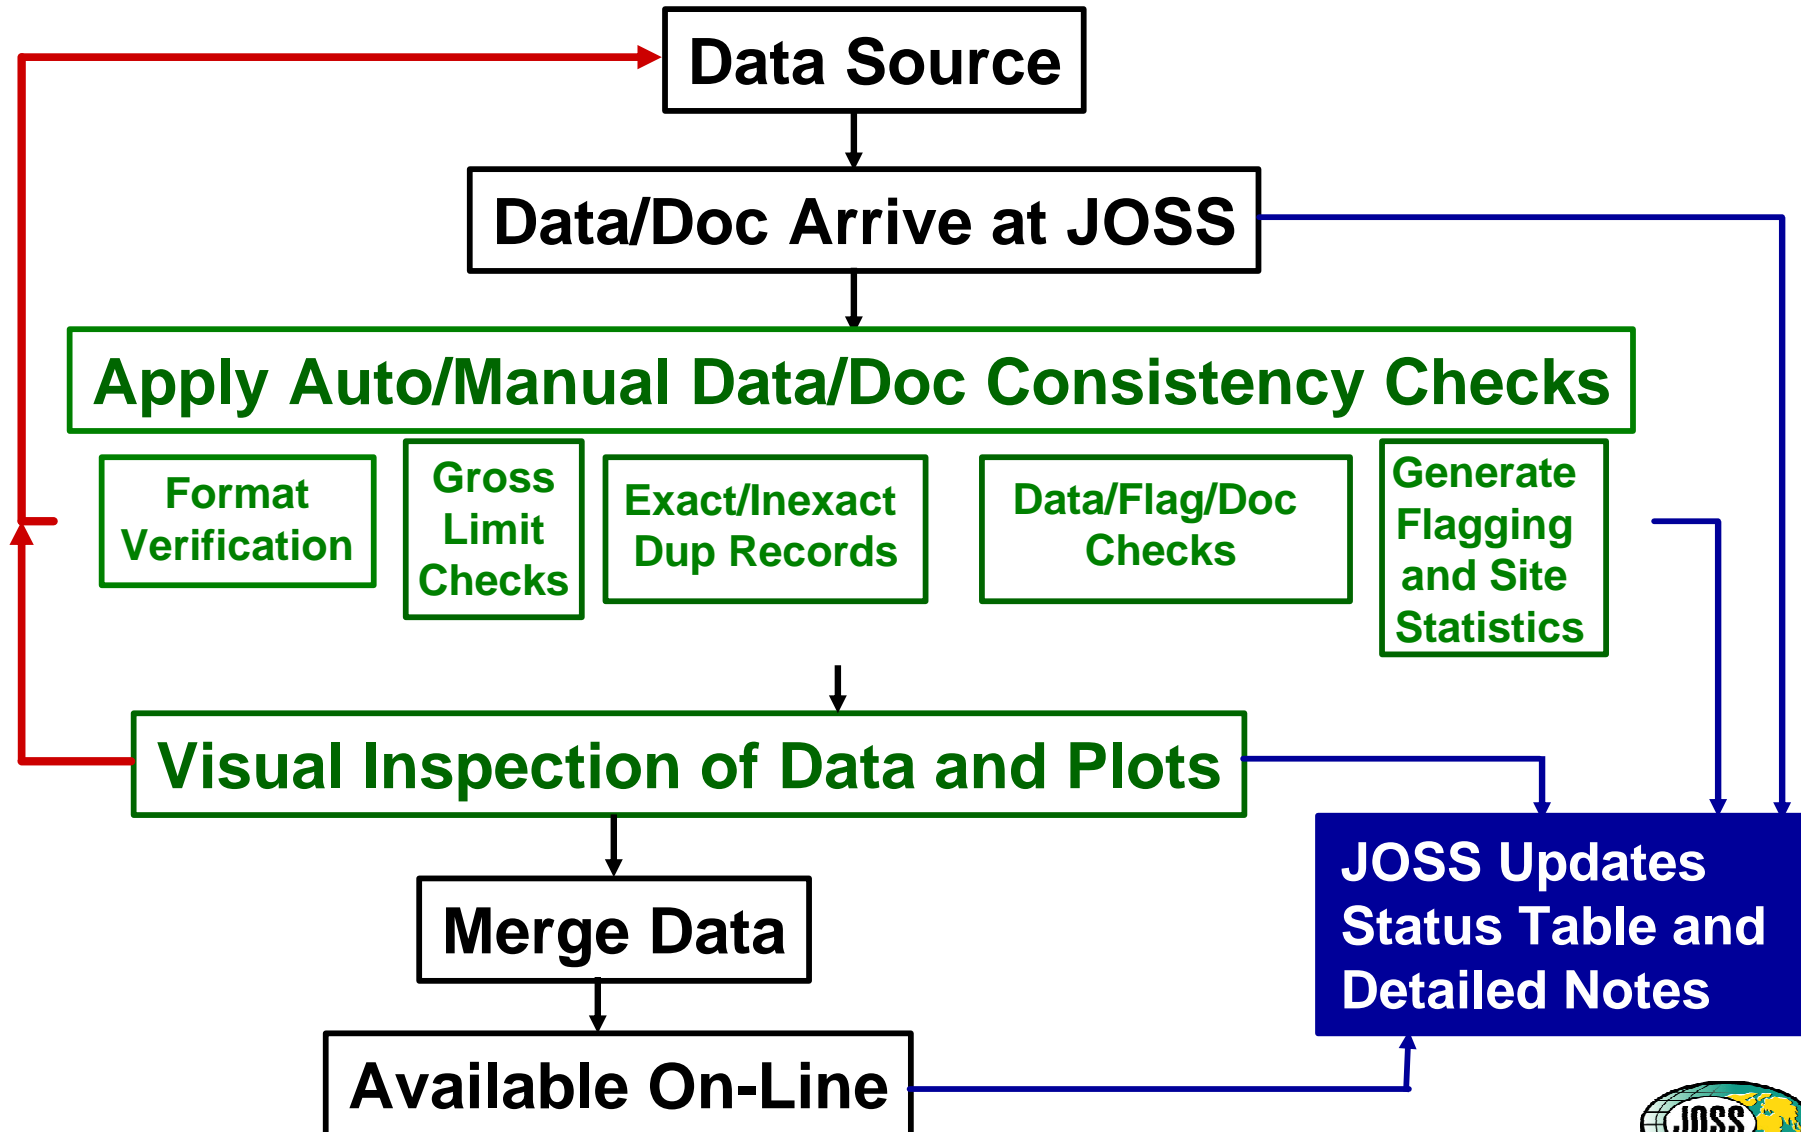 Data Source
Data/Doc Arrive at JOSS
Apply Auto/Manual Data/Doc Consistency Checks
Format
Verification
Gross
Limit
Checks
Exact/Inexact
Dup Records
Data/Flag/Doc
Checks
Generate
Flagging
and Site
Statistics
Visual Inspection of Data and Plots
Merge Data
Available On-Line
JOSS Updates
Status Table and
Detailed Notes
JOSS